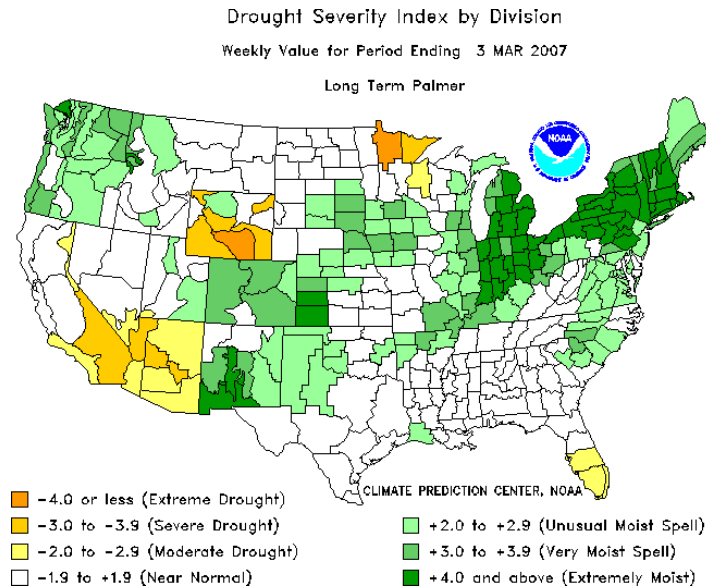 Drought Severity Index by Division
Weekly Value for Period Ending 3 MAR 2007
Long Term Palmer
NOAA
CLIMATE PREDICTION CENTER, NOAA
-4.0 or less (Extreme Drought)
-3.0 to -3.9 (Severe Drought)
-2.0 to -2.9 (Moderate Drought)
-1.9 to +1.9 (Near Normal)
+2.0 to +2.9 (Unusual Moist Spell)
+3.0 to +3.9 (Very Moist Spell)
+4.0 and above (Extremely Moist)